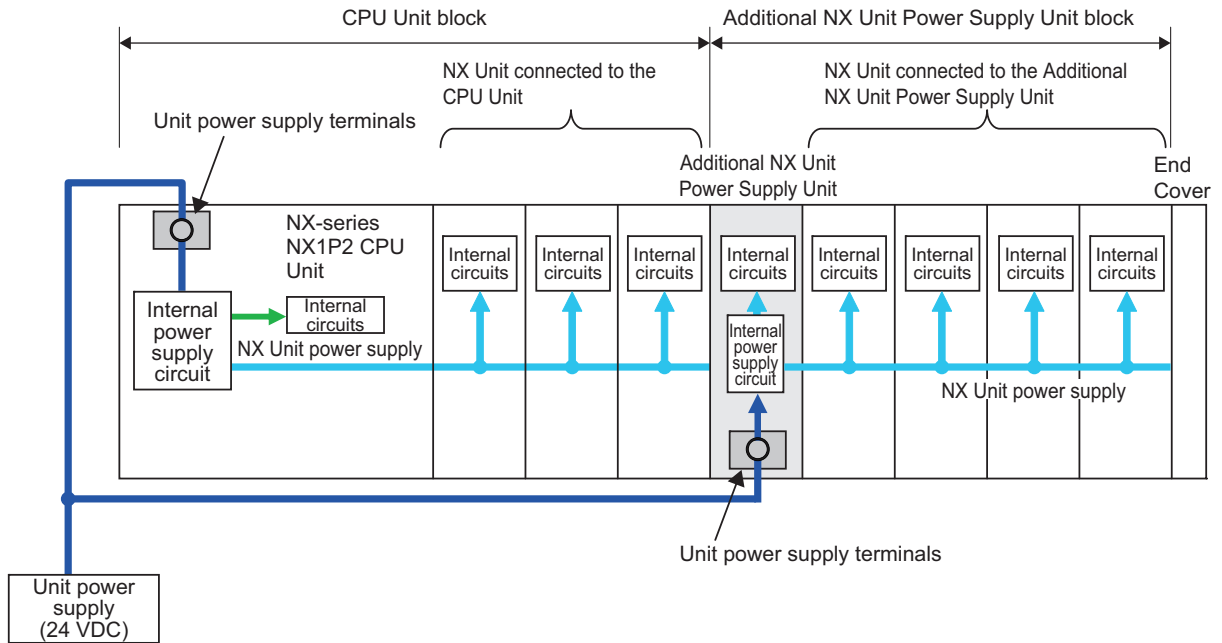 CPU Unit block
Additional NX Unit Power Supply Unit block
NX Unit connected to the
CPU Unit
NX Unit connected to the Additional
NX Unit Power Supply Unit
Unit power supply terminals
Additional NX Unit
Power Supply Unit
End
Cover
NX-series
NX1P2 CPU
Unit
Internal
circuits
Internal
circuits
Internal
circuits
Internal
circuits
Internal
circuits
Internal
circuits
Internal
circuits
Internal
circuits
Internal
power
supply
circuit
Internal
circuits
NX Unit power supply
Internal
power
supply
circuit
NX Unit power supply
Unit power supply terminals
Unit power
supply
(24 VDC)